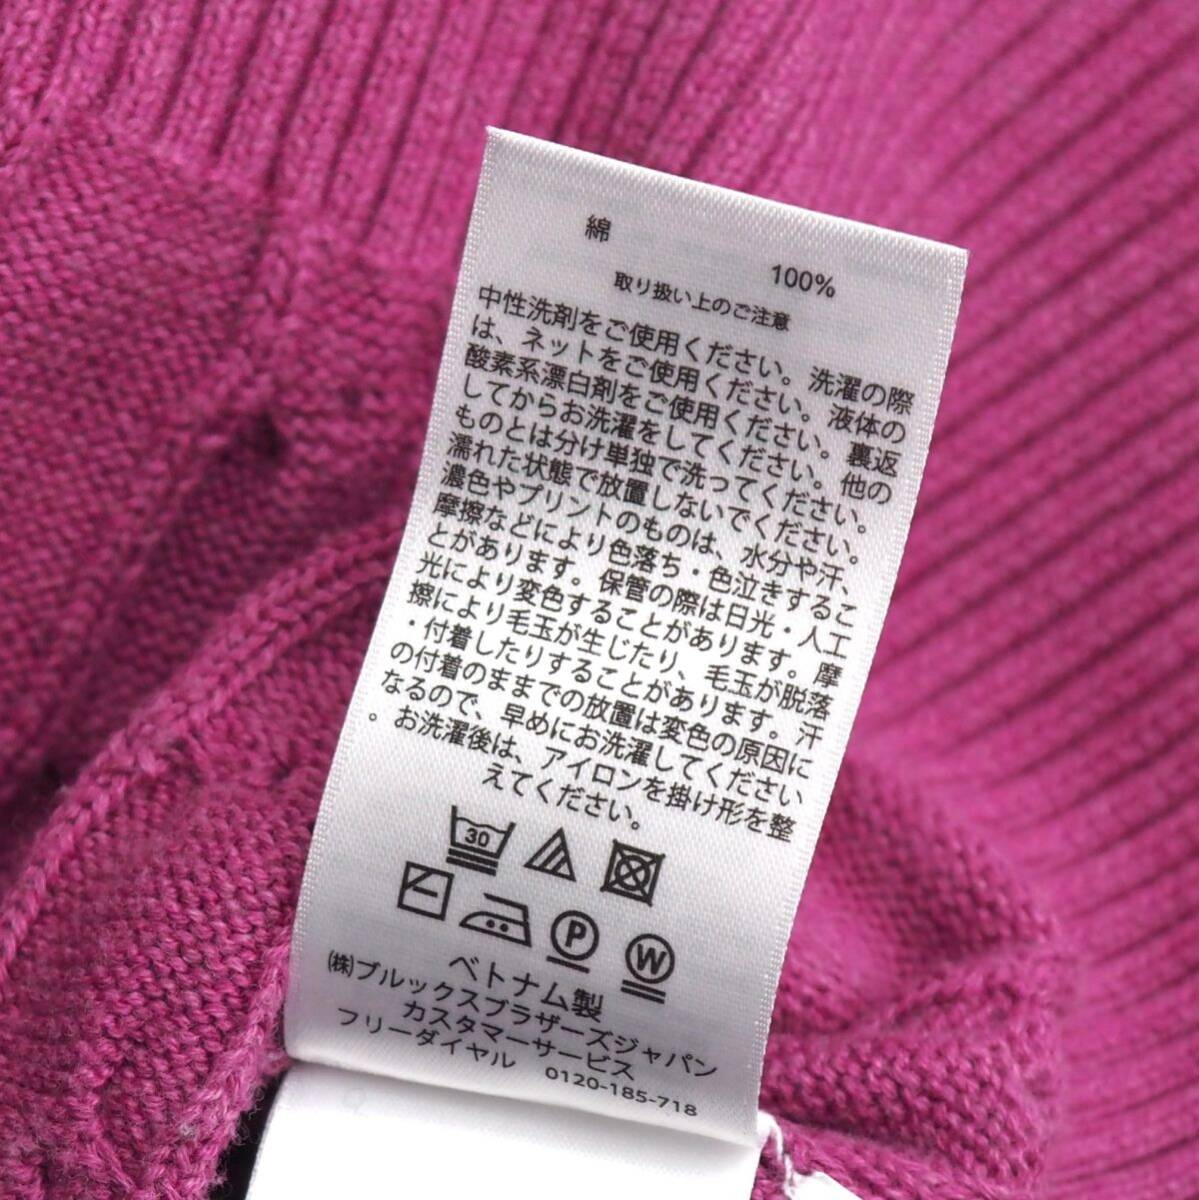 綿
100%
取り扱い上のご注意
中性洗剤をご使用ください。洗濯の際
は、ネットをご使用ください。液体の
酸素系漂白剤をご使用ください。裏返
してからお洗濯をしてください。他の
ものとは分け単独で洗ってください。
濡れた状態で放置しないでください。
濃色やプリントのものは、水分や汗、
摩擦などにより色落ち・色泣きするこ
とがあります。保管の際は日光・人工
光により変色することがあります。摩
擦により毛玉が生じたり、毛玉が脱落
・付着したりすることがあります。汗
の付着のままでの放置は変色の原因に
なるので、早めにお洗濯してください
。お洗濯後は、アイロンを掛け形を整
えてください。
30
P
W
ベトナム製
(株)ブルックスブラザーズジャパン
カスタマーサービス
フリーダイヤル 0120-185-718